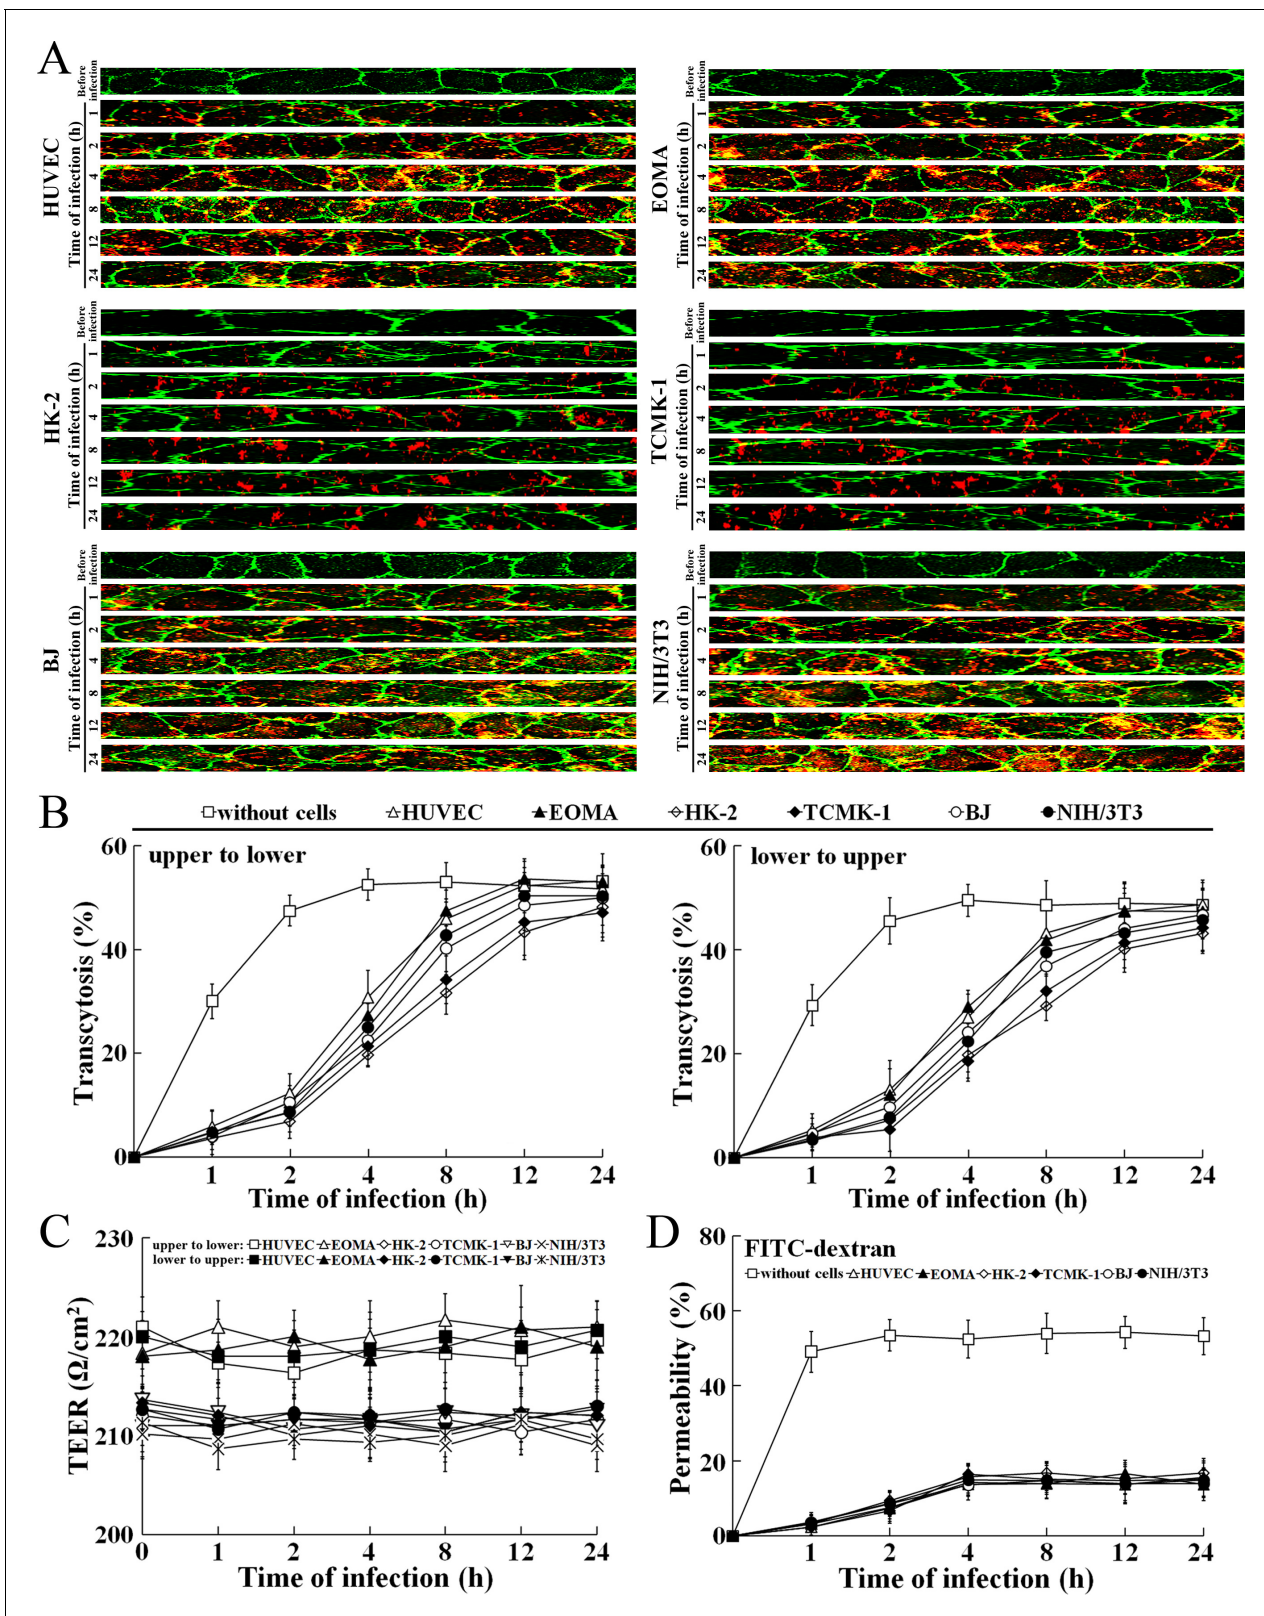 A
HUVEC
Time of infection (h)
Before infection
1
2
4
8
12
24
EOMA
Time of infection (h)
Before infection
1
2
4
8
12
24
HK-2
Time of infection (h)
Before infection
1
2
4
8
12
24
TCMK-1
Time of infection (h)
Before infection
1
2
4
8
12
24
BJ
Time of infection (h)
Before infection
1
2
4
8
12
24
NIH/3T3
Time of infection (h)
Before infection
1
2
4
8
12
24
B
without cells HUVEC EOMA HK-2 TCMK-1 BJ NIH/3T3
upper to lower
Transcytosis (%)
60
40
20
0
1 2 4 8 12 24
Time of infection (h)
lower to upper
Transcytosis (%)
60
40
20
0
1 2 4 8 12 24
Time of infection (h)
C
upper to lower: HUVEC EOMA HK-2 TCMK-1 BJ NIH/3T3
lower to upper: HUVEC EOMA HK-2 TCMK-1 BJ NIH/3T3
TEER (Ω/cm²)
230
220
210
200
0 1 2 4 8 12 24
Time of infection (h)
D
FITC-dextran
without cells HUVEC EOMA HK-2 TCMK-1 BJ NIH/3T3
Permeability (%)
80
60
40
20
0
1 2 4 8 12 24
Time of infection (h)